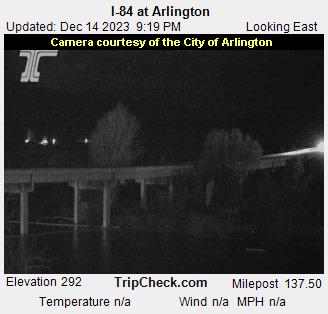 I-84 at Arlington
Updated: Dec 14 2023 9:19 PM Looking East
Camera courtesy of the City of Arlington
Elevation 292 TripCheck.com Milepost 137.50
Temperature n/a Wind n/a MPH n/a